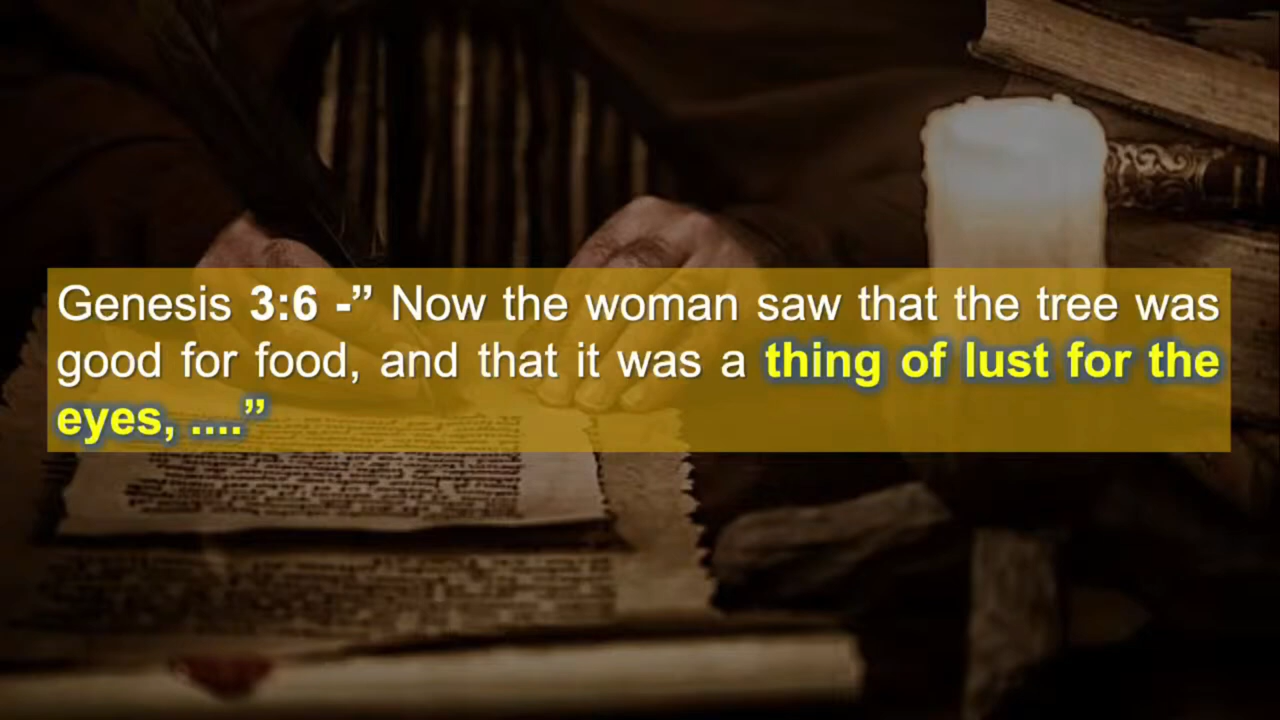 Genesis 3:6 -” Now the woman saw that the tree was
good for food, and that it was a thing of lust for the
eyes, ....”